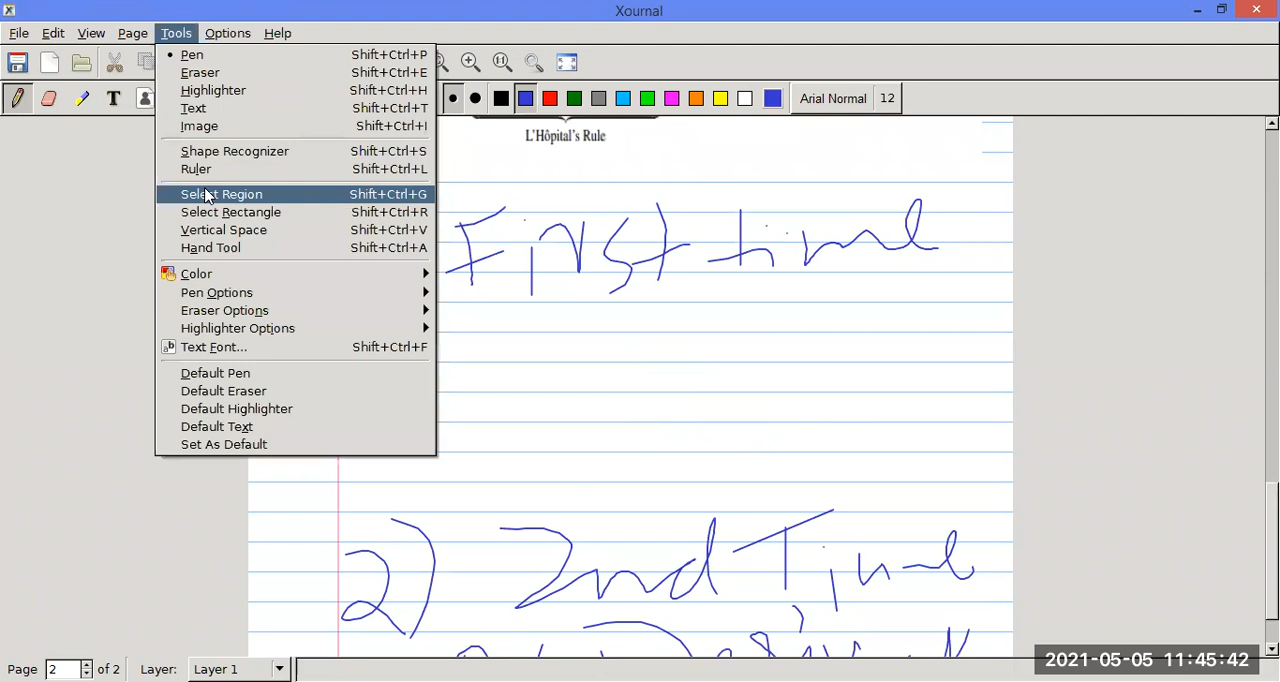 Xournal
File Edit View Page Tools Options Help
Pen Shift+Ctrl+P
Eraser Shift+Ctrl+E
Highlighter Shift+Ctrl+H
Text Shift+Ctrl+T
Image Shift+Ctrl+I
Shape Recognizer Shift+Ctrl+S
Ruler Shift+Ctrl+L
Select Region Shift+Ctrl+G
Select Rectangle Shift+Ctrl+R
Vertical Space Shift+Ctrl+V
Hand Tool Shift+Ctrl+A
Color
Pen Options
Eraser Options
Highlighter Options
Text Font... Shift+Ctrl+F
Default Pen
Default Eraser
Default Highlighter
Default Text
Set As Default
Arial Normal 12
L'Hôpital's Rule
First time
2) 2nd Time
Page 2 of 2 Layer: Layer 1
2021-05-05 11:45:42